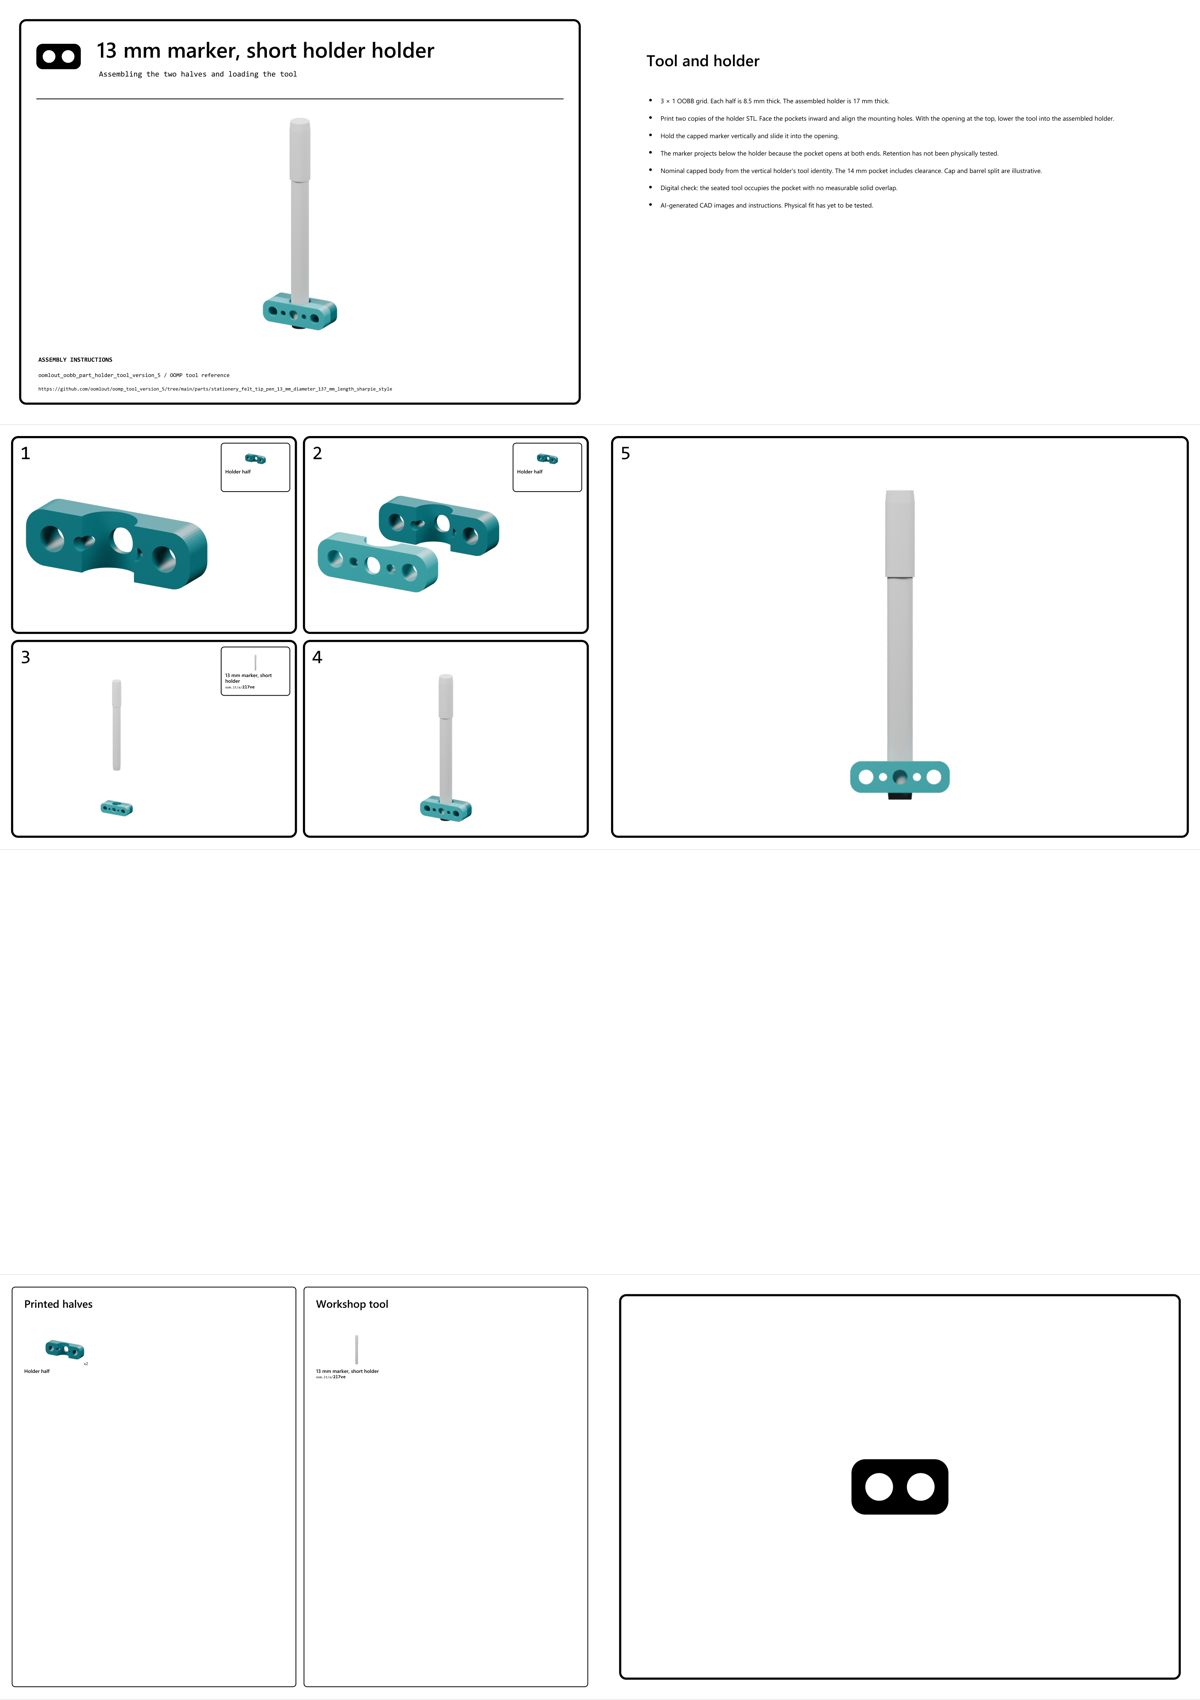 13 mm marker, short holder holder
Assembling the two halves and loading the tool
ASSEMBLY INSTRUCTIONS
oomlout_oobb_part_holder_tool_version_5 / OOMP tool reference
https://github.com/oomlout/oomp_tool_version_5/tree/main/parts/stationery_felt_tip_pen_13_mm_diameter_137_mm_length_sharpie_style
Tool and holder
• 3 × 1 OOBB grid. Each half is 8.5 mm thick. The assembled holder is 17 mm thick.
• Print two copies of the holder STL. Face the pockets inward and align the mounting holes. With the opening at the top, lower the tool into the assembled holder.
• Hold the capped marker vertically and slide it into the opening.
• The marker projects below the holder because the pocket opens at both ends. Retention has not been physically tested.
• Nominal capped body from the vertical holder's tool identity. The 14 mm pocket includes clearance. Cap and barrel split are illustrative.
• Digital check: the seated tool occupies the pocket with no measurable solid overlap.
• AI-generated CAD images and instructions. Physical fit has yet to be tested.
1
Holder half
2
Holder half
3
13 mm marker, short
holder
oom.lt/a/217ve
4
5
Printed halves
x2
Holder half
Workshop tool
13 mm marker, short holder
oom.lt/a/217ve